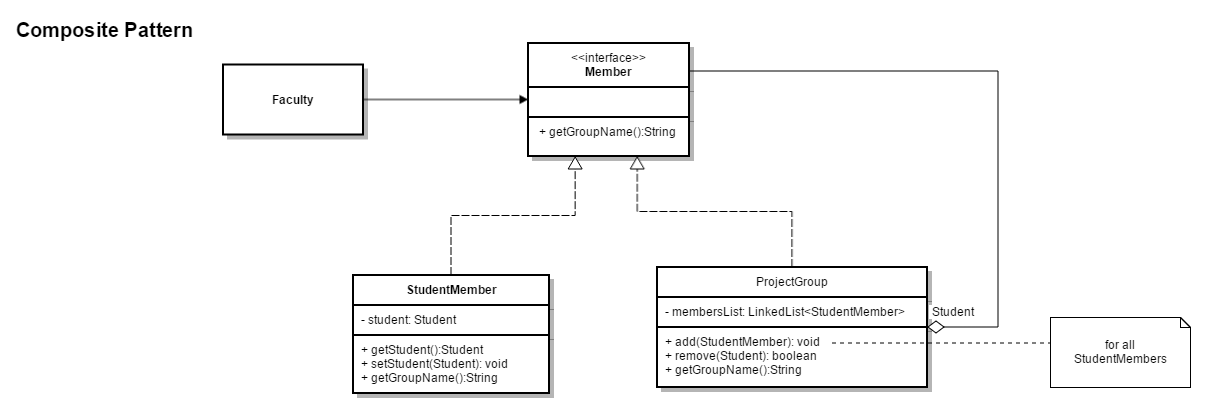 Composite Pattern
Faculty
<<interface>>
Member
+ getGroupName():String
StudentMember
- student: Student
+ getStudent():Student
+ setStudent(Student): void
+ getGroupName():String
ProjectGroup
- membersList: LinkedList<StudentMember>
+ add(StudentMember): void
+ remove(Student): boolean
+ getGroupName():String
Student
for all
StudentMembers